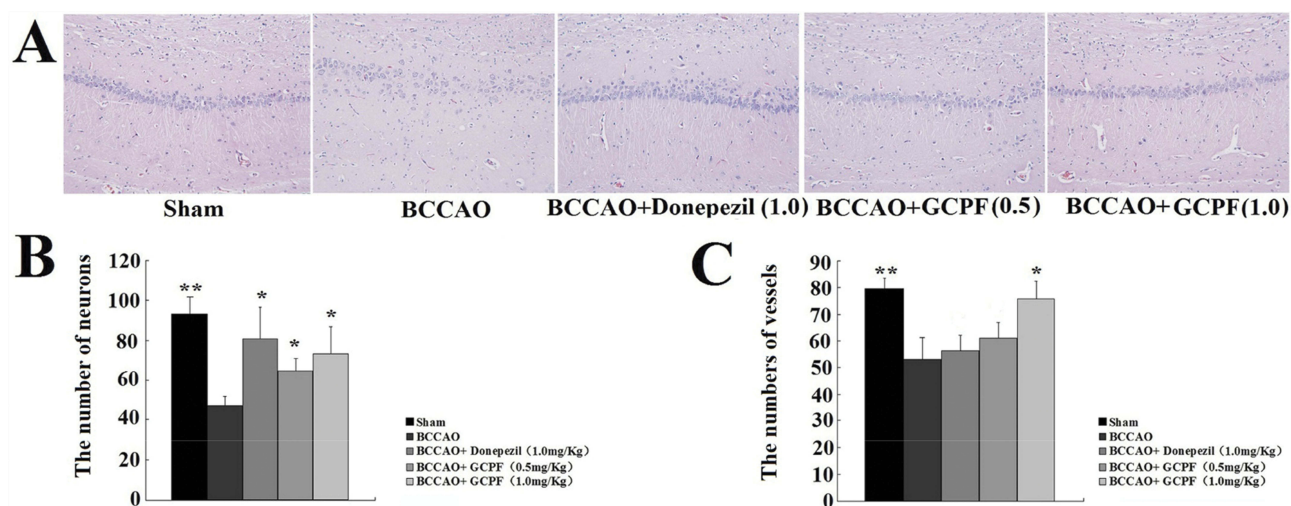 A
Sham
BCCAO
BCCAO+Donepezil (1.0)
BCCAO+GCPF(0.5)
BCCAO+ GCPF(1.0)
B
The number of neurons
120
100
80
60
40
20
0
**
*
*
*
Sham
BCCAO
BCCAO+ Donepezil（1.0mg/Kg）
BCCAO+ GCPF（0.5mg/Kg）
BCCAO+ GCPF（1.0mg/Kg）
C
The numbers of vessels
90
80
70
60
50
40
30
20
10
0
**
*
Sham
BCCAO
BCCAO+ Donepezil（1.0mg/Kg）
BCCAO+ GCPF（0.5mg/Kg）
BCCAO+ GCPF（1.0mg/Kg）